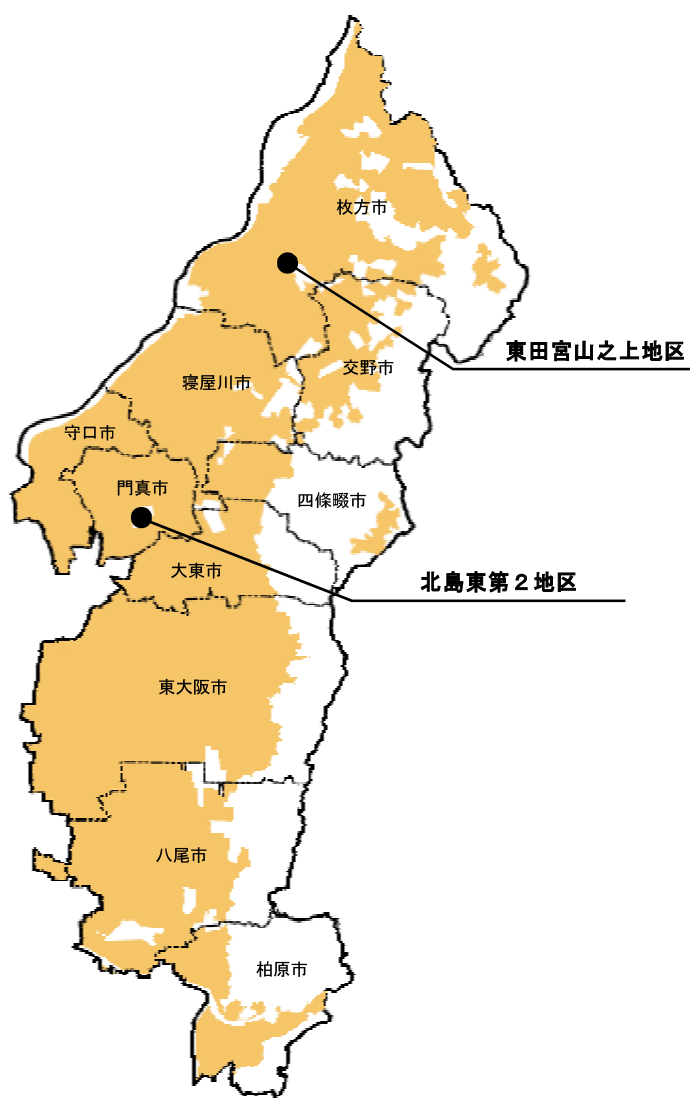 枚方市
東田宮山之上地区
交野市
寝屋川市
守口市
門真市
四條畷市
大東市
北島東第２地区
東大阪市
八尾市
柏原市